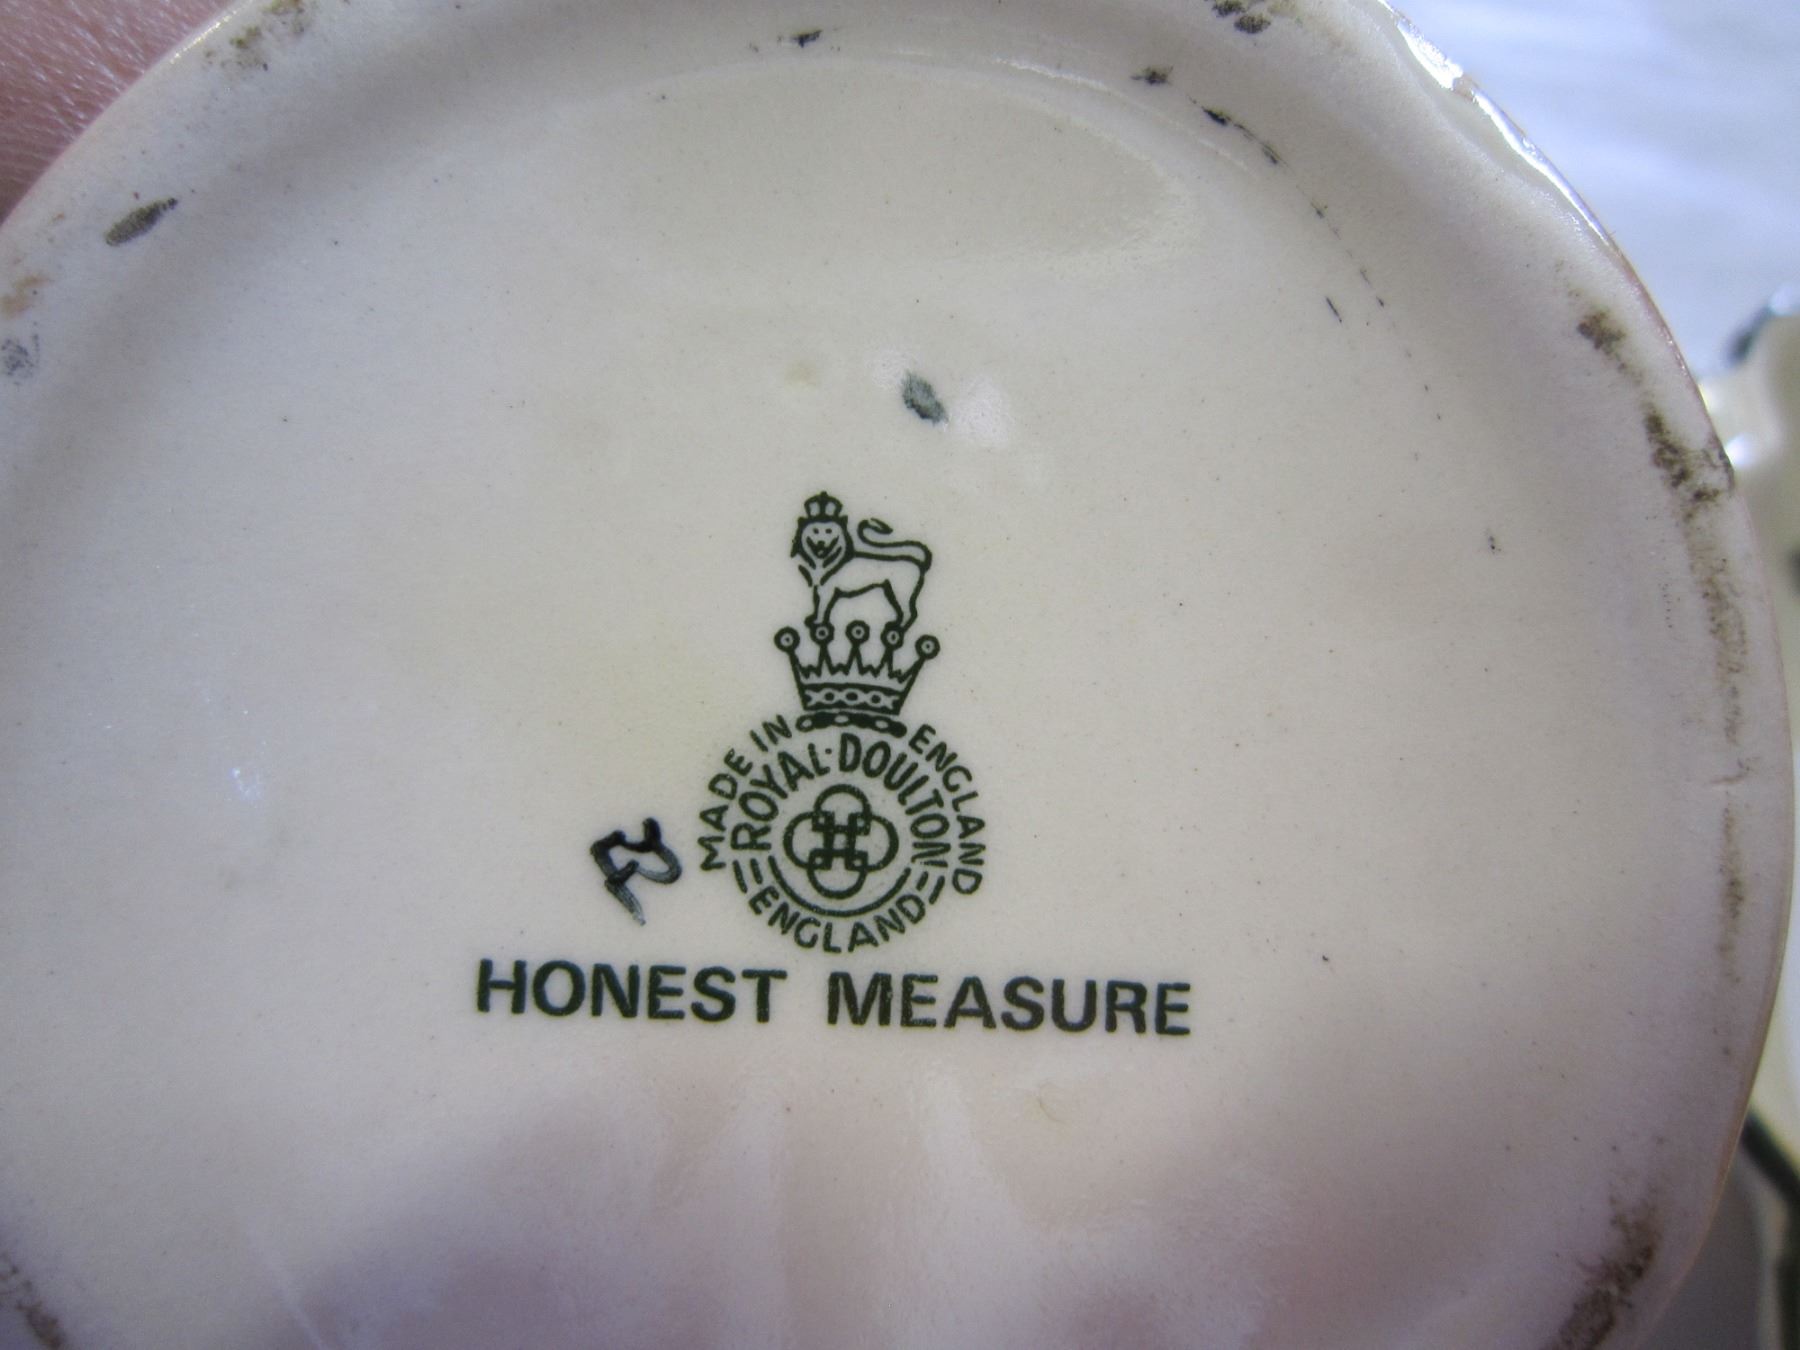 MADE IN ENGLAND
ROYAL·DOULTON
ENGLAND
HONEST MEASURE